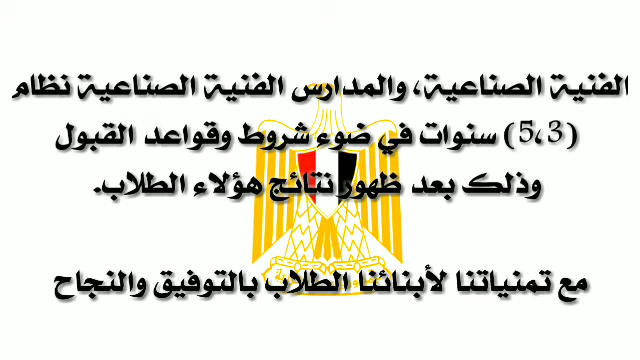 الفنية الصناعية، والمدارس الفنية الصناعية نظام
(5،3) سنوات في ضوء شروط وقواعد القبول
وذلك بعد ظهور نتائج هؤلاء الطلاب.
مع تمنياتنا لأبنائنا الطلاب بالتوفيق والنجاح